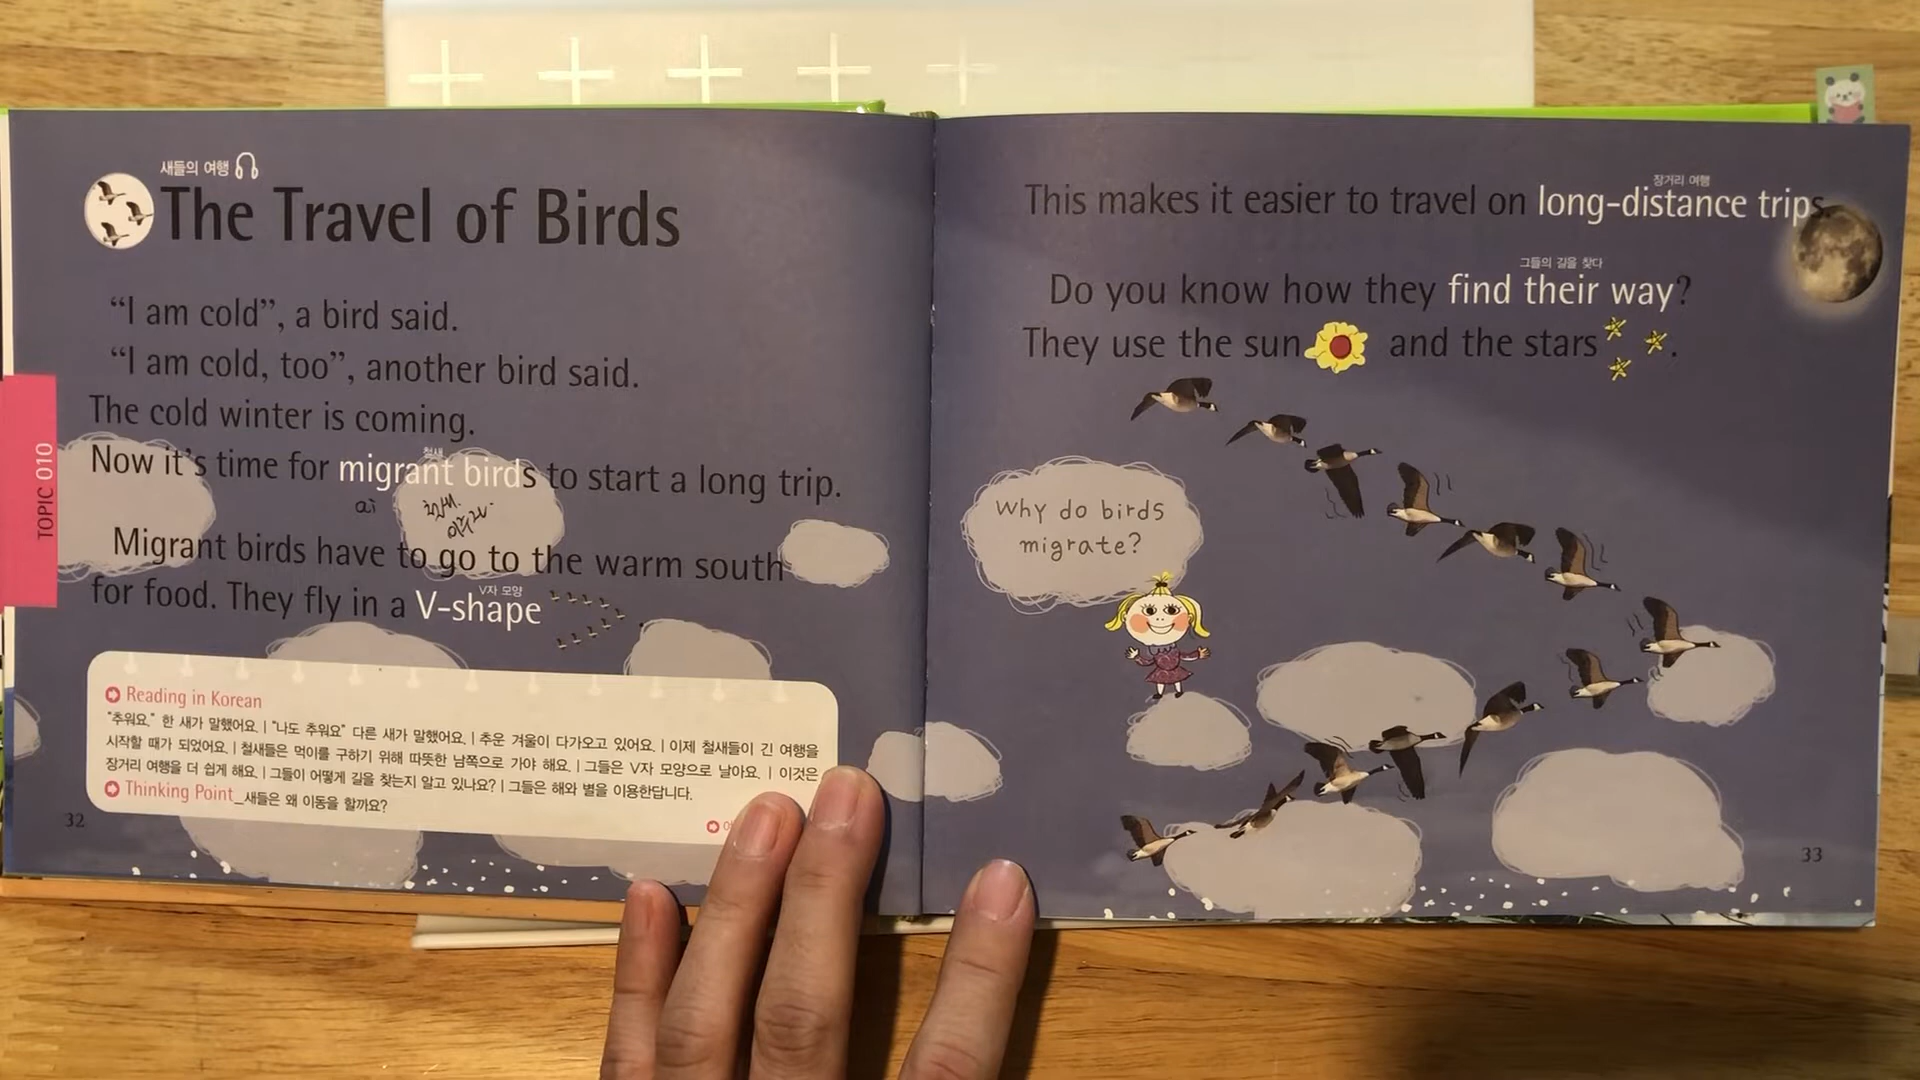 새들의 여행
The Travel of Birds
“I am cold”, a bird said.
“I am cold, too”, another bird said.
The cold winter is coming.
철새
Now it's time for migrant birds to start a long trip.
ai 철새.
Migrant birds have to go to the warm south
V자 모양
for food. They fly in a V-shape .
TOPIC 010
Reading in Korean
"추워요." 한 새가 말했어요. | "나도 추워요" 다른 새가 말했어요. | 추운 겨울이 다가오고 있어요. | 이제 철새들이 긴 여행을
시작할 때가 되었어요. | 철새들은 먹이를 구하기 위해 따뜻한 남쪽으로 가야 해요. | 그들은 V자 모양으로 날아요. | 이것은
장거리 여행을 더 쉽게 해요. | 그들이 어떻게 길을 찾는지 알고 있나요? | 그들은 해와 별을 이용한답니다.
Thinking Point_새들은 왜 이동을 할까요?
32
장거리 여행
This makes it easier to travel on long-distance trips.
그들의 길을 찾다
Do you know how they find their way?
They use the sun and the stars .
Why do birds
migrate?
33